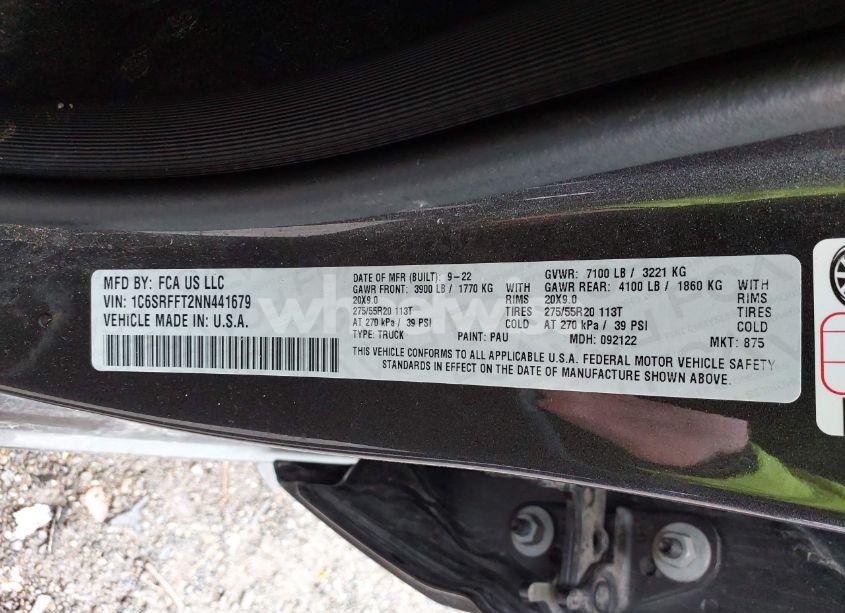 MFD BY: FCA US LLC
VIN: 1C6SRFFT2NN441679
VEHICLE MADE IN: U.S.A.
DATE OF MFR (BUILT): 9-22 GVWR: 7100 LB / 3221 KG
GAWR FRONT: 3900 LB / 1770 KG WITH GAWR REAR: 4100 LB / 1860 KG WITH
20X9.0 RIMS 20X9.0 RIMS
275/55R20 113T TIRES 275/55R20 113T TIRES
AT 270 kPa / 39 PSI COLD AT 270 kPa / 39 PSI COLD
TYPE: TRUCK PAINT: PAU MDH: 092122 MKT: 875
THIS VEHICLE CONFORMS TO ALL APPLICABLE U.S.A. FEDERAL MOTOR VEHICLE SAFETY
STANDARDS IN EFFECT ON THE DATE OF MANUFACTURE SHOWN ABOVE.
wheelwis